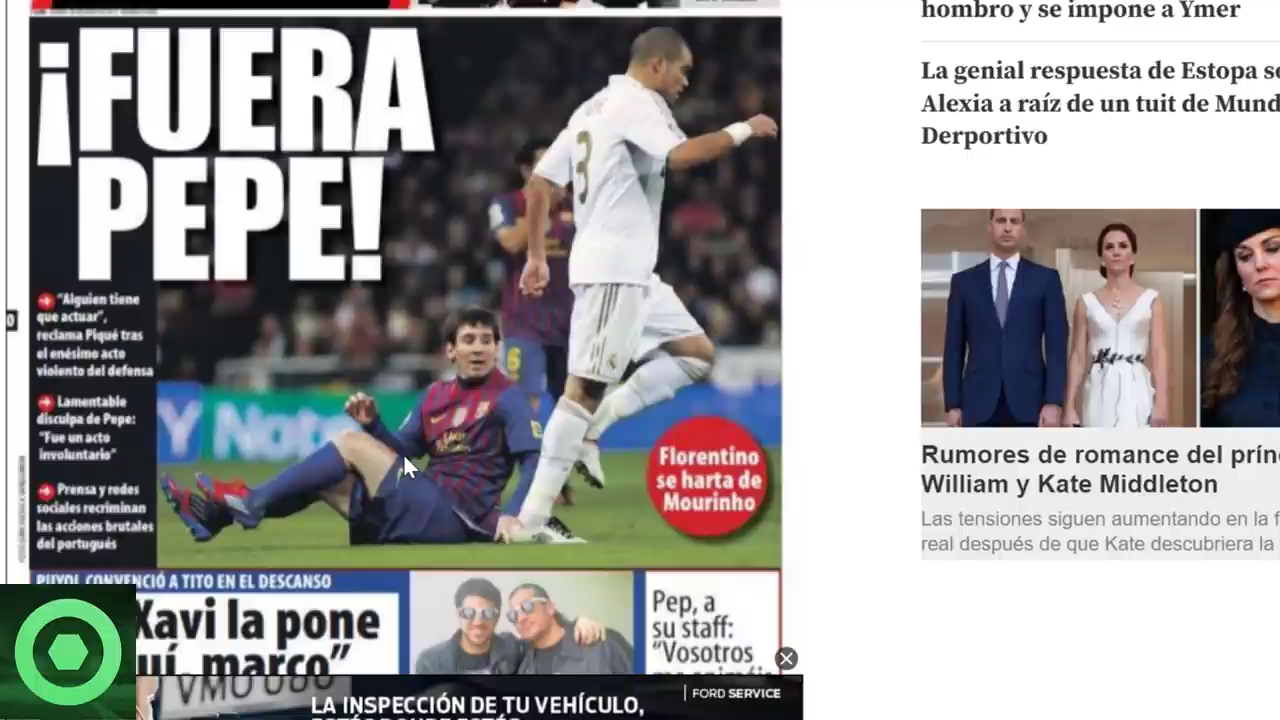 ¡FUERA
PEPE!
"Alguien tiene
que actuar",
reclama Piqué tras
el enésimo acto
violento del defensa
Lamentable
disculpa de Pepe:
"Fue un acto
involuntario"
Prensa y redes
sociales recriminan
las acciones brutales
del portugués
3
6
Y Note
Florentino
se harta de
Mourinho
PUYOL CONVENCIÓ A TITO EN EL DESCANSO
Xavi la pone
uí, marco"
Pep, a
su staff:
"Vosotros
FORD SERVICE
LA INSPECCIÓN DE TU VEHÍCULO,
hombro y se impone a Ymer
La genial respuesta de Estopa so
Alexia a raíz de un tuit de Mund
Derportivo
Rumores de romance del prín
William y Kate Middleton
Las tensiones siguen aumentando en la f
real después de que Kate descubriera la